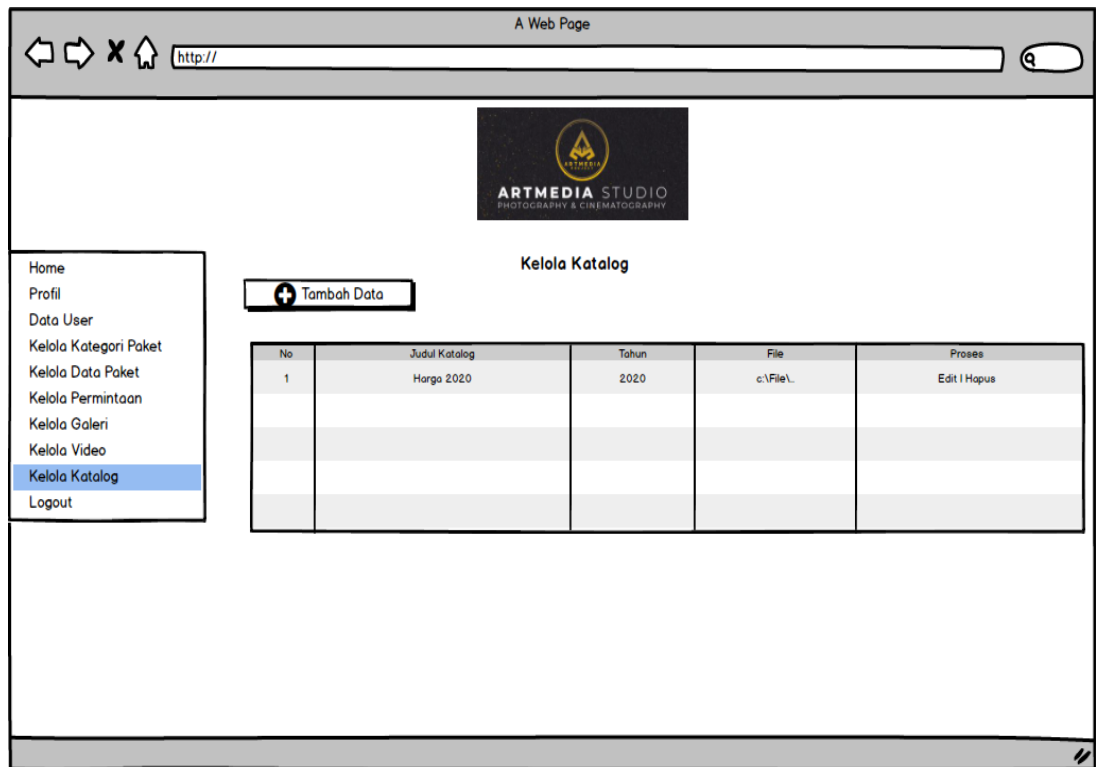 A Web Page
http://
ARTMEDIA
PROJECT
ARTMEDIA STUDIO
PHOTOGRAPHY & CINEMATOGRAPHY
Home
Profil
Data User
Kelola Kategori Paket
Kelola Data Paket
Kelola Permintaan
Kelola Galeri
Kelola Video
Kelola Katalog
Logout
Kelola Katalog
Tambah Data
No Judul Katalog Tahun File Proses
1 Harga 2020 2020 c:\File\.. Edit | Hapus